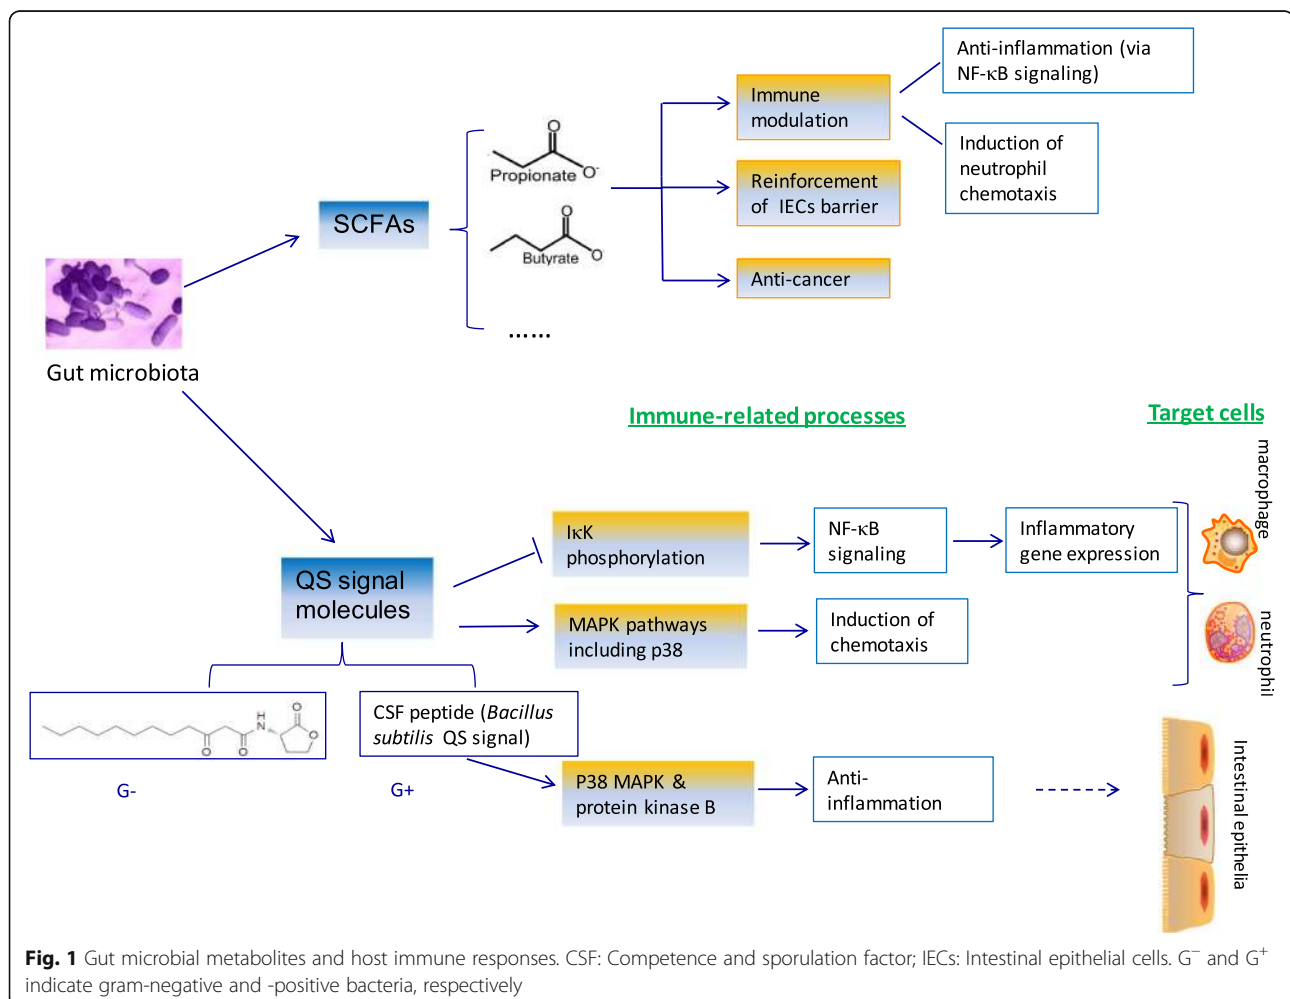 Anti-inflammation (via
NF-κB signaling)
Immune
modulation
Induction of
neutrophil
chemotaxis
O
O-
Propionate
Reinforcement
of IECs barrier
SCFAs
O
O
Butyrate
Anti-cancer
......
Gut microbiota
Immune-related processes
Target cells
macrophage
IκK
phosphorylation
NF-κB
signaling
Inflammatory
gene expression
QS signal
molecules
MAPK pathways
including p38
Induction of
chemotaxis
neutrophil
H
N
O
O
O
O
CSF peptide (Bacillus
subtilis QS signal)
G-
G+
P38 MAPK &
protein kinase B
Anti-
inflammation
Intestinal epithelia
Fig. 1 Gut microbial metabolites and host immune responses. CSF: Competence and sporulation factor; IECs: Intestinal epithelial cells. G⁻ and G⁺
indicate gram-negative and -positive bacteria, respectively